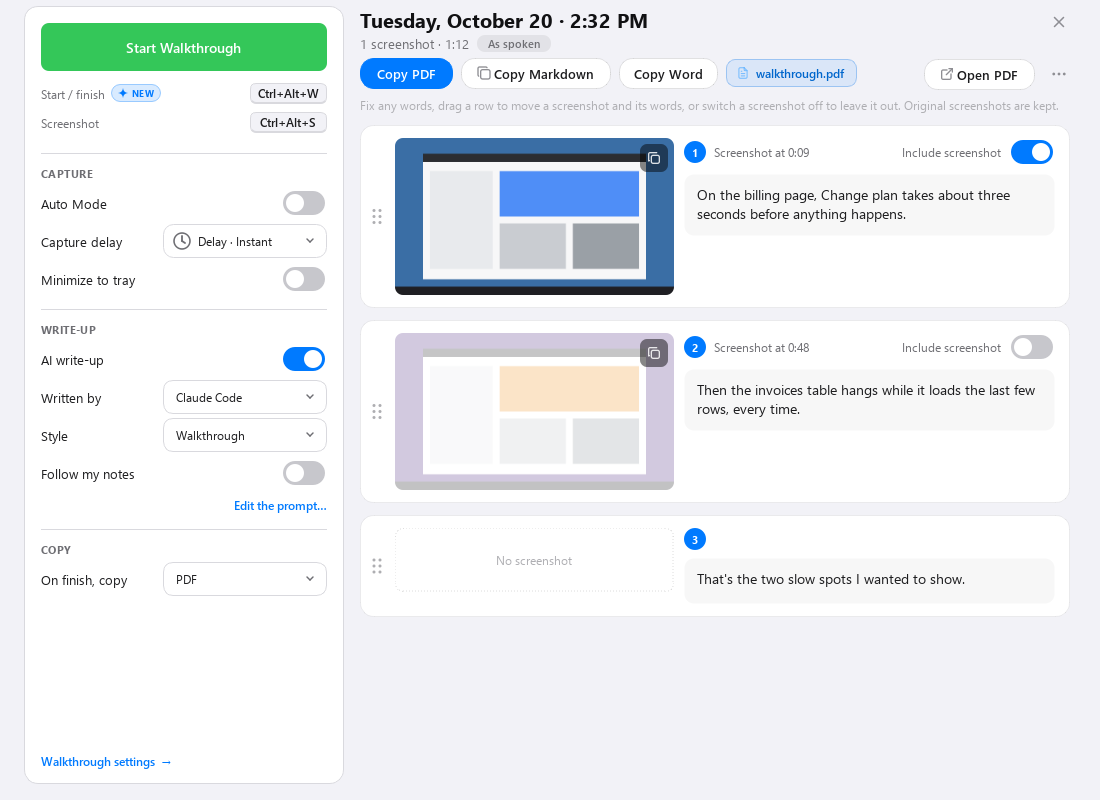 Start Walkthrough
Start / finish
NEW
Ctrl+Alt+W
Screenshot
Ctrl+Alt+S
CAPTURE
Auto Mode
Capture delay
Delay · Instant
Minimize to tray
WRITE-UP
AI write-up
Written by
Claude Code
Style
Walkthrough
Follow my notes
Edit the prompt...
COPY
On finish, copy
PDF
Walkthrough settings →
Tuesday, October 20 · 2:32 PM
1 screenshot · 1:12
As spoken
Copy PDF
Copy Markdown
Copy Word
walkthrough.pdf
Open PDF
Fix any words, drag a row to move a screenshot and its words, or switch a screenshot off to leave it out. Original screenshots are kept.
1
Screenshot at 0:09
Include screenshot
On the billing page, Change plan takes about three
seconds before anything happens.
2
Screenshot at 0:48
Include screenshot
Then the invoices table hangs while it loads the last few
rows, every time.
No screenshot
3
That's the two slow spots I wanted to show.